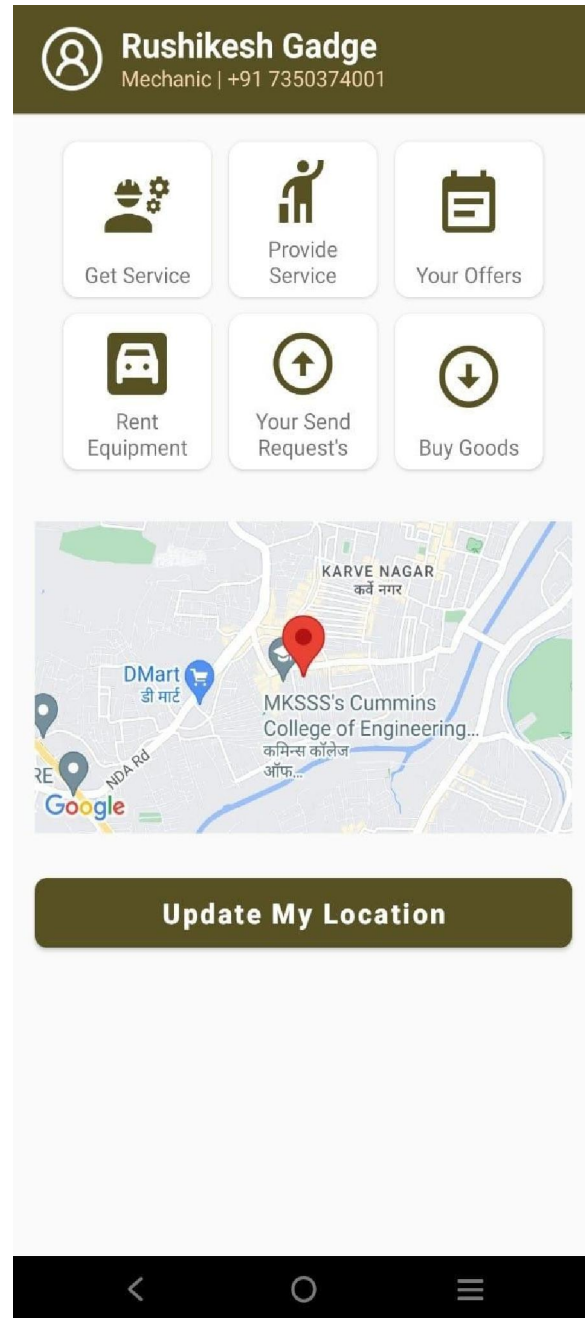 Rushikesh Gadge
Mechanic | +91 7350374001
Get Service
Provide
Service
Your Offers
Rent
Equipment
Your Send
Request's
Buy Goods
KARVE NAGAR
कर्वे नगर
DMart
डी मार्ट
MKSSS's Cummins
College of Engineering...
कमिन्स कॉलेज
ऑफ...
NDA Rd
RE
Google
Update My Location